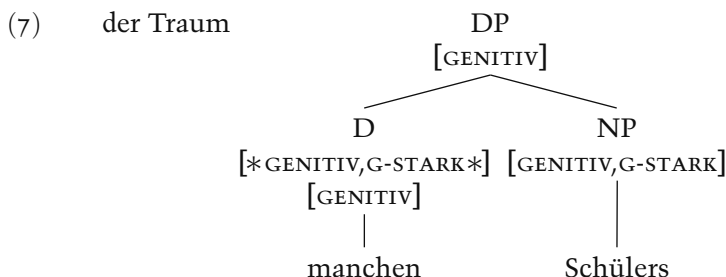 (7) der Traum DP
[GENITIV]
D NP
[*GENITIV,G-STARK*] [GENITIV,G-STARK]
[GENITIV]
manchen Schülers